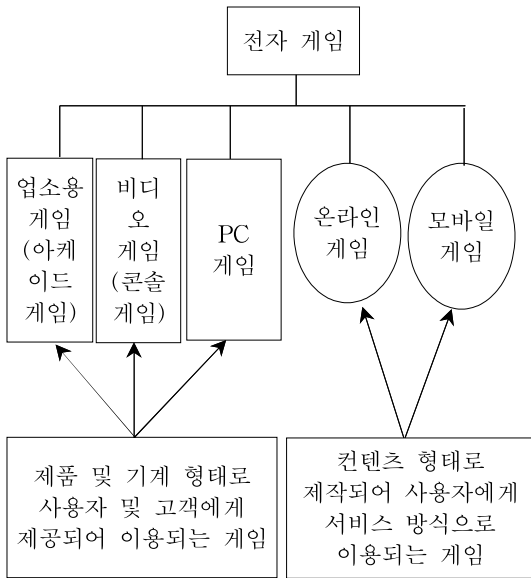 전자 게임
업소용
게임
(아케
이드
게임)
비디
오
게임
(콘솔
게임)
PC
게임
온라인
게임
모바일
게임
제품 및 기계 형태로
사용자 및 고객에게
제공되어 이용되는 게임
컨텐츠 형태로
제작되어 사용자에게
서비스 방식으로
이용되는 게임